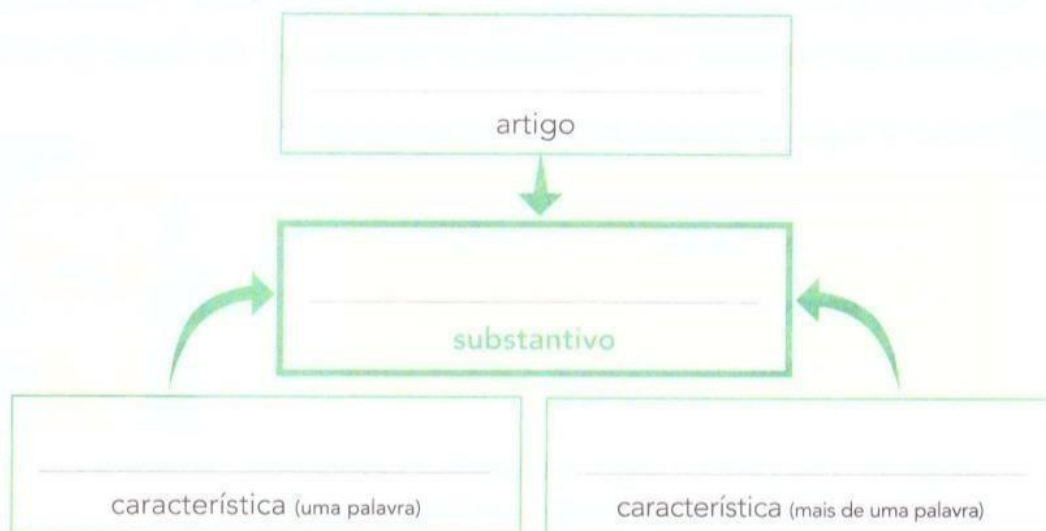 artigo
substantivo
característica (uma palavra)
característica (mais de uma palavra)